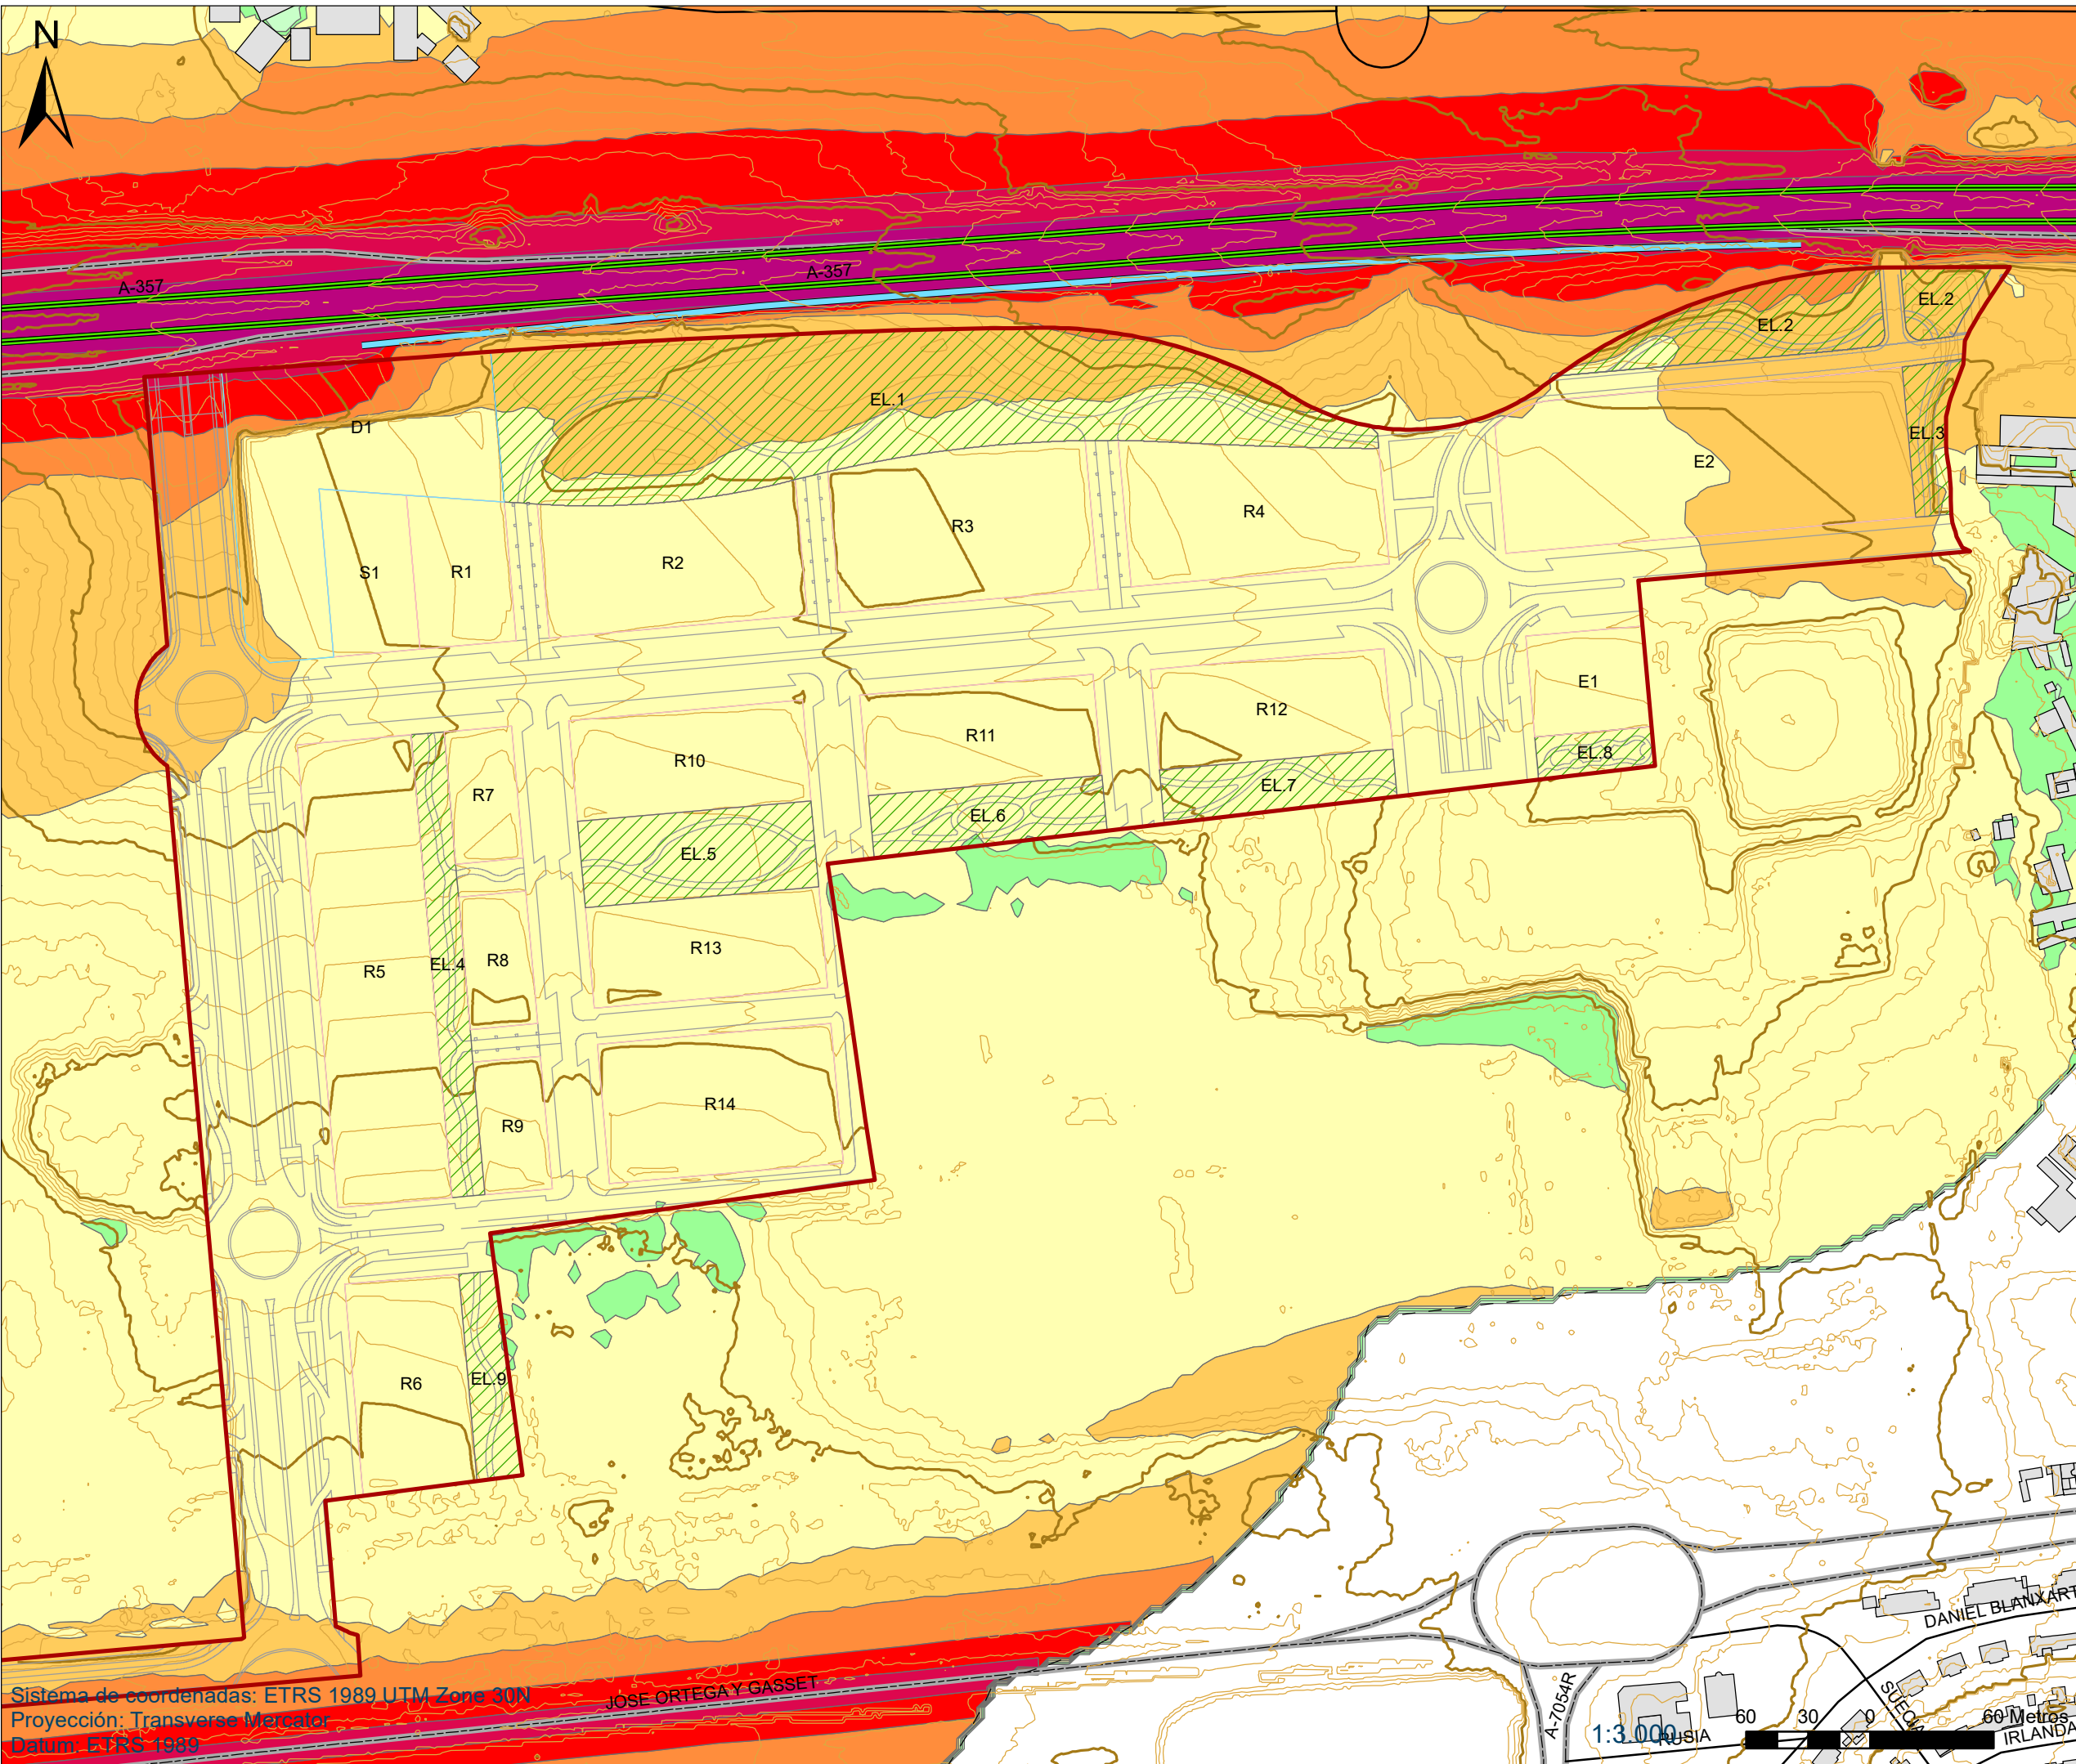 N
A-357
A-357
EL.2
EL.2
EL.1
D1
EL.3
E2
R4
R3
R2
S1
R1
E1
R12
R11
EL.8
R10
EL.7
R7
EL.6
EL.5
R13
R8
EL.4
R5
R14
R9
EL.9
R6
DANIEL BLANXART
JOSE ORTEGA Y GASSET
A-7054R
SUECIA
RUSIA
IRLANDA
Sistema de coordenadas: ETRS 1989 UTM Zone 30N
Proyección: Transverse Mercator
Datum: ETRS 1989
1:3.000
60 30 0 60 Metros